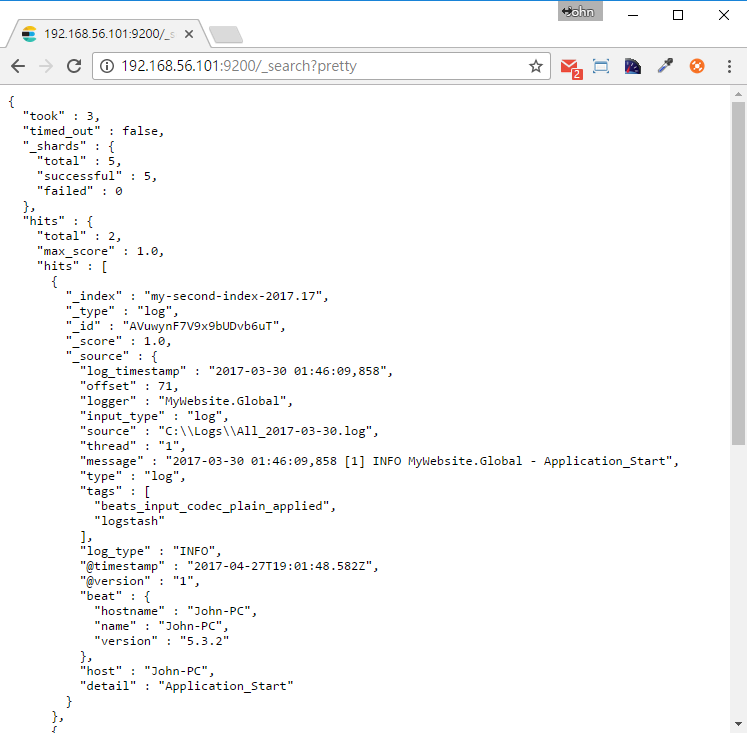 John
192.168.56.101:9200/_s
192.168.56.101:9200/_search?pretty
2
{
  "took" : 3,
  "timed_out" : false,
  "_shards" : {
    "total" : 5,
    "successful" : 5,
    "failed" : 0
  },
  "hits" : {
    "total" : 2,
    "max_score" : 1.0,
    "hits" : [
      {
        "_index" : "my-second-index-2017.17",
        "_type" : "log",
        "_id" : "AVuwynF7V9x9bUDvb6uT",
        "_score" : 1.0,
        "_source" : {
          "log_timestamp" : "2017-03-30 01:46:09,858",
          "offset" : 71,
          "logger" : "MyWebsite.Global",
          "input_type" : "log",
          "source" : "C:\\Logs\\All_2017-03-30.log",
          "thread" : "1",
          "message" : "2017-03-30 01:46:09,858 [1] INFO MyWebsite.Global - Application_Start",
          "type" : "log",
          "tags" : [
            "beats_input_codec_plain_applied",
            "logstash"
          ],
          "log_type" : "INFO",
          "@timestamp" : "2017-04-27T19:01:48.582Z",
          "@version" : "1",
          "beat" : {
            "hostname" : "John-PC",
            "name" : "John-PC",
            "version" : "5.3.2"
          },
          "host" : "John-PC",
          "detail" : "Application_Start"
        }
      },
      {